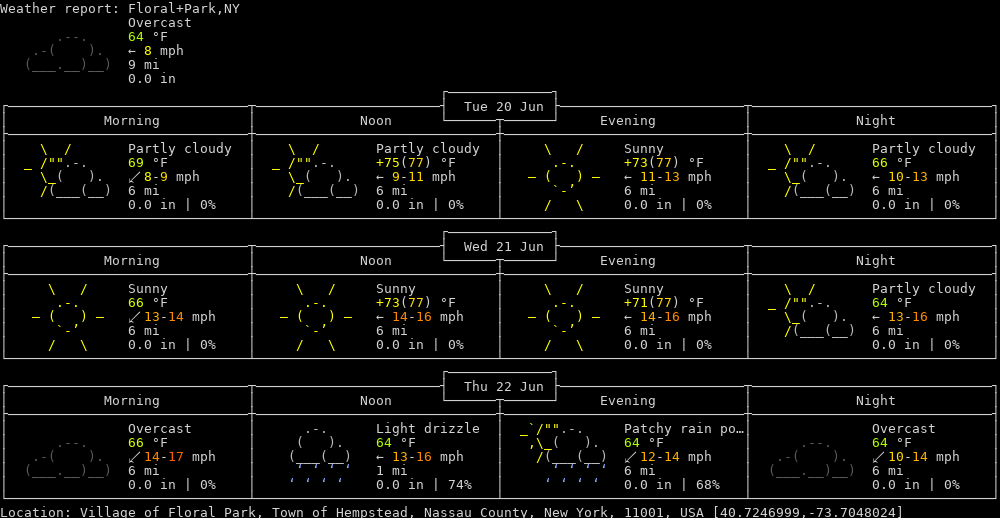 Weather report: Floral+Park,NY
Overcast
64 °F
← 8 mph
9 mi
0.0 in
Tue 20 Jun
Morning Noon Evening Night
Partly cloudy Partly cloudy Sunny Partly cloudy
69 °F +75(77) °F +73(77) °F 66 °F
↙ 8-9 mph ← 9-11 mph ← 11-13 mph ← 10-13 mph
6 mi 6 mi 6 mi 6 mi
0.0 in | 0% 0.0 in | 0% 0.0 in | 0% 0.0 in | 0%
Wed 21 Jun
Morning Noon Evening Night
Sunny Sunny Sunny Partly cloudy
66 °F +73(77) °F +71(77) °F 64 °F
↙ 13-14 mph ← 14-16 mph ← 14-16 mph ← 13-16 mph
6 mi 6 mi 6 mi 6 mi
0.0 in | 0% 0.0 in | 0% 0.0 in | 0% 0.0 in | 0%
Thu 22 Jun
Morning Noon Evening Night
Overcast Light drizzle Patchy rain po… Overcast
66 °F 64 °F 64 °F 64 °F
↙ 14-17 mph ← 13-16 mph ↙ 12-14 mph ↙ 10-14 mph
6 mi 1 mi 6 mi 6 mi
0.0 in | 0% 0.0 in | 74% 0.0 in | 68% 0.0 in | 0%
Location: Village of Floral Park, Town of Hempstead, Nassau County, New York, 11001, USA [40.7246999,-73.7048024]